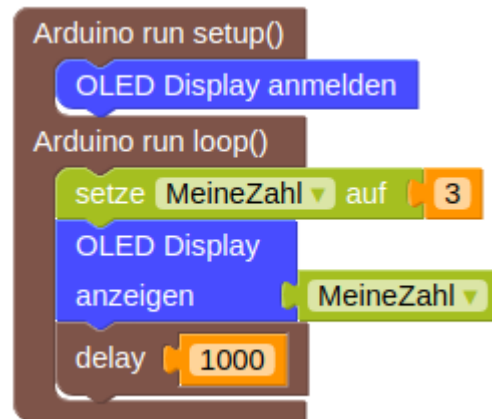 Arduino run setup()
OLED Display anmelden
Arduino run loop()
setze MeineZahl auf 3
OLED Display
anzeigen MeineZahl
delay 1000